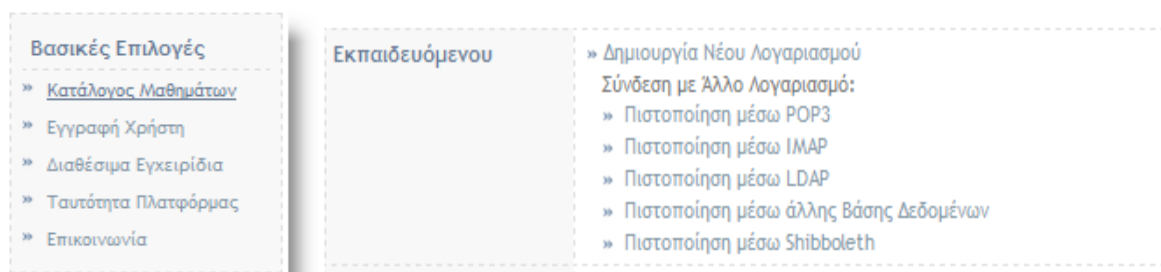 Βασικές Επιλογές
» Κατάλογος Μαθημάτων
» Εγγραφή Χρήστη
» Διαθέσιμα Εγχειρίδια
» Ταυτότητα Πλατφόρμας
» Επικοινωνία
Εκπαιδευόμενου
» Δημιουργία Νέου Λογαριασμού
Σύνδεση με Άλλο Λογαριασμό:
» Πιστοποίηση μέσω POP3
» Πιστοποίηση μέσω IMAP
» Πιστοποίηση μέσω LDAP
» Πιστοποίηση μέσω άλλης Βάσης Δεδομένων
» Πιστοποίηση μέσω Shibboleth